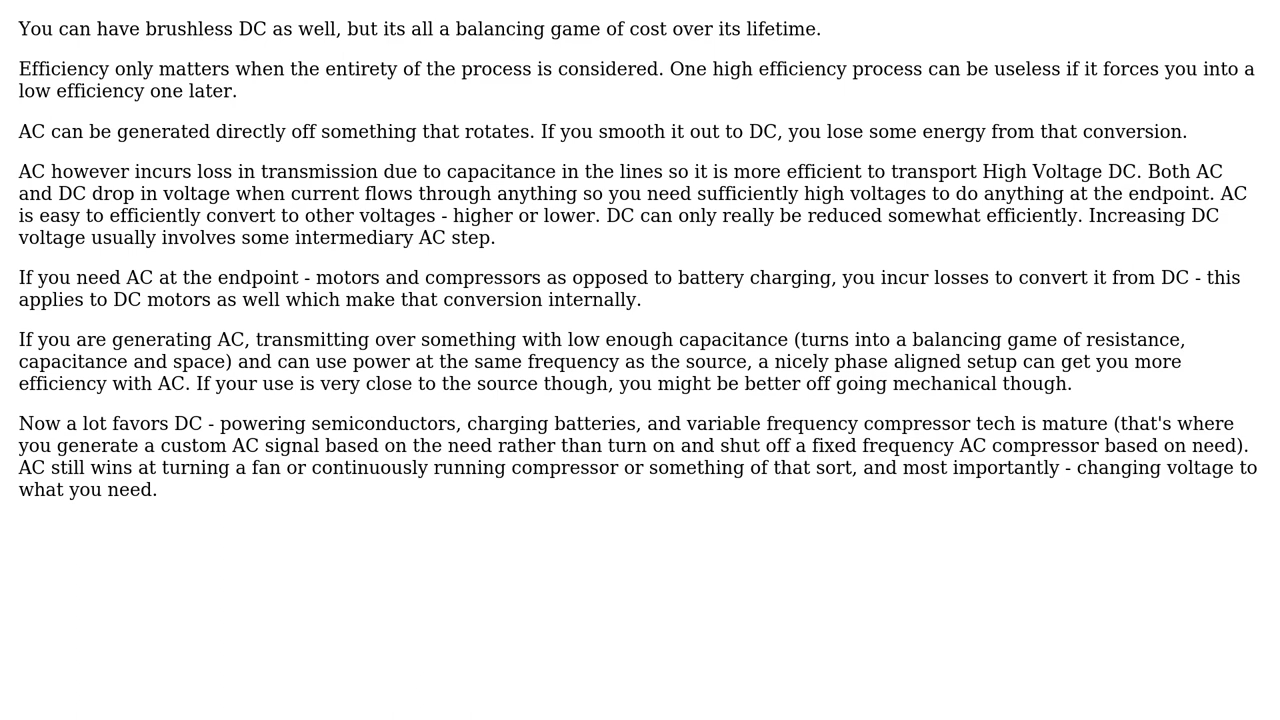 You can have brushless DC as well, but its all a balancing game of cost over its lifetime.
Efficiency only matters when the entirety of the process is considered. One high efficiency process can be useless if it forces you into a
low efficiency one later.
AC can be generated directly off something that rotates. If you smooth it out to DC, you lose some energy from that conversion.
AC however incurs loss in transmission due to capacitance in the lines so it is more efficient to transport High Voltage DC. Both AC
and DC drop in voltage when current flows through anything so you need sufficiently high voltages to do anything at the endpoint. AC
is easy to efficiently convert to other voltages - higher or lower. DC can only really be reduced somewhat efficiently. Increasing DC
voltage usually involves some intermediary AC step.
If you need AC at the endpoint - motors and compressors as opposed to battery charging, you incur losses to convert it from DC - this
applies to DC motors as well which make that conversion internally.
If you are generating AC, transmitting over something with low enough capacitance (turns into a balancing game of resistance,
capacitance and space) and can use power at the same frequency as the source, a nicely phase aligned setup can get you more
efficiency with AC. If your use is very close to the source though, you might be better off going mechanical though.
Now a lot favors DC - powering semiconductors, charging batteries, and variable frequency compressor tech is mature (that's where
you generate a custom AC signal based on the need rather than turn on and shut off a fixed frequency AC compressor based on need).
AC still wins at turning a fan or continuously running compressor or something of that sort, and most importantly - changing voltage to
what you need.